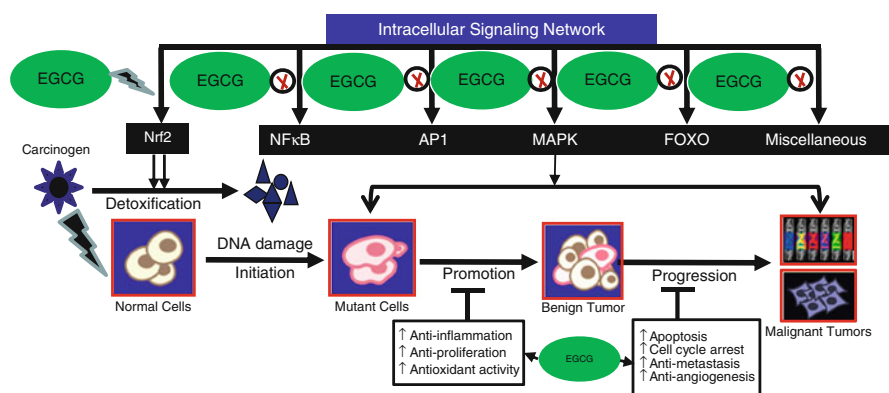 Intracellular Signaling Network
EGCG
EGCG
EGCG
EGCG
EGCG
EGCG
Nrf2
NFκB
AP1
MAPK
FOXO
Miscellaneous
Carcinogen
Detoxification
DNA damage
Initiation
Promotion
Progression
Normal Cells
Mutant Cells
Benign Tumor
Malignant Tumors
↑ Anti-inflammation
↑ Anti-proliferation
↑ Antioxidant activity
EGCG
↑ Apoptosis
↑ Cell cycle arrest
↑ Anti-metastasis
↑ Anti-angiogenesis